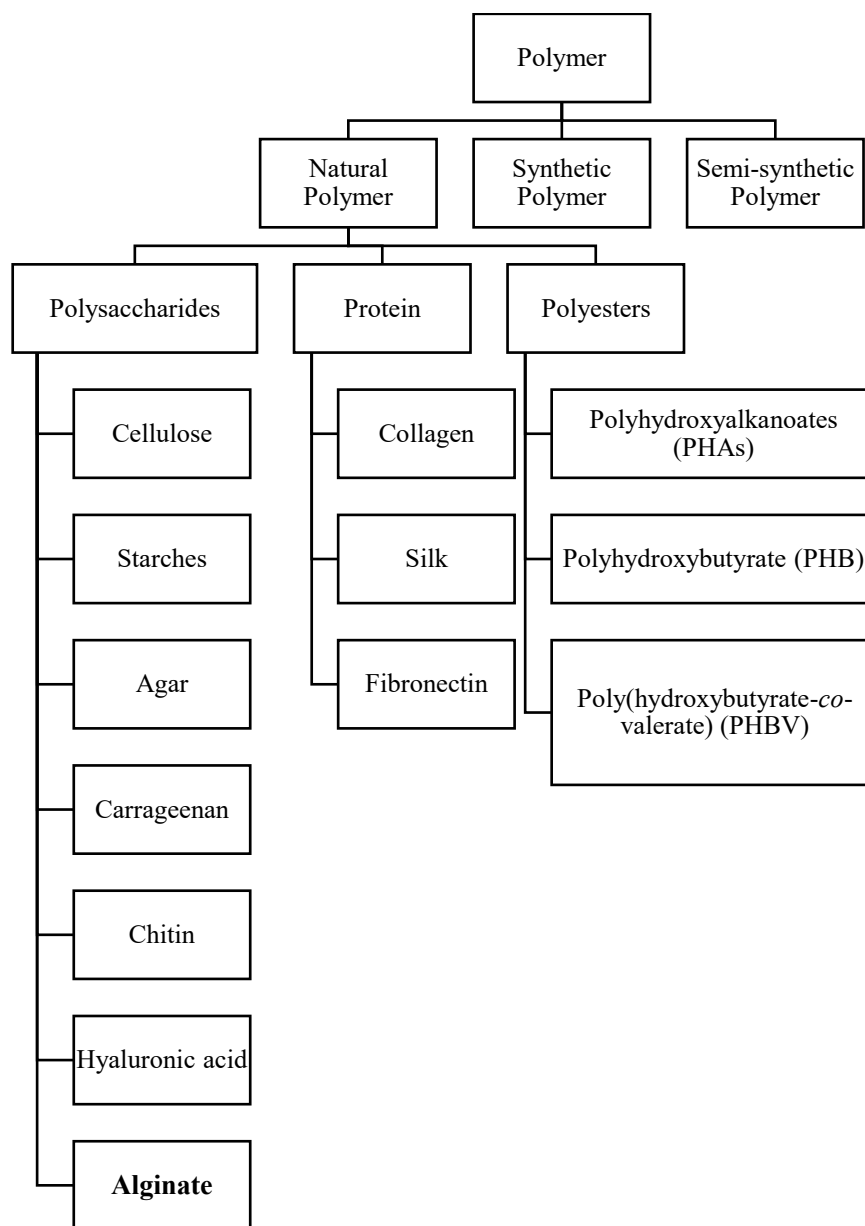 Polymer
Natural
Polymer
Synthetic
Polymer
Semi-synthetic
Polymer
Polysaccharides
Protein
Polyesters
Cellulose
Starches
Agar
Carrageenan
Chitin
Hyaluronic acid
Alginate
Collagen
Silk
Fibronectin
Polyhydroxyalkanoates
(PHAs)
Polyhydroxybutyrate (PHB)
Poly(hydroxybutyrate-co-
valerate) (PHBV)